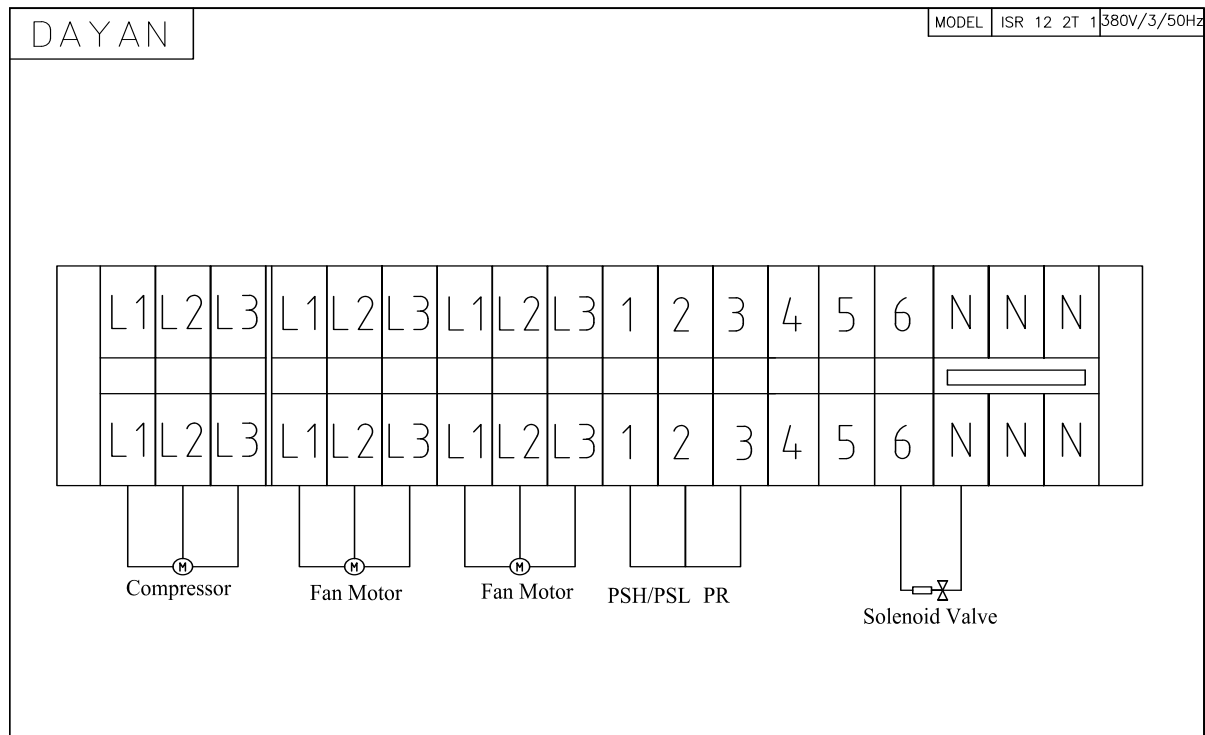 DAYAN
MODEL ISR 12 2T 1 380V/3/50Hz
L1 L2 L3 L1 L2 L3 L1 L2 L3 1 2 3 4 5 6 N N N
L1 L2 L3 L1 L2 L3 L1 L2 L3 1 2 3 4 5 6 N N N
M M M
Compressor Fan Motor Fan Motor PSH/PSL PR
Solenoid Valve